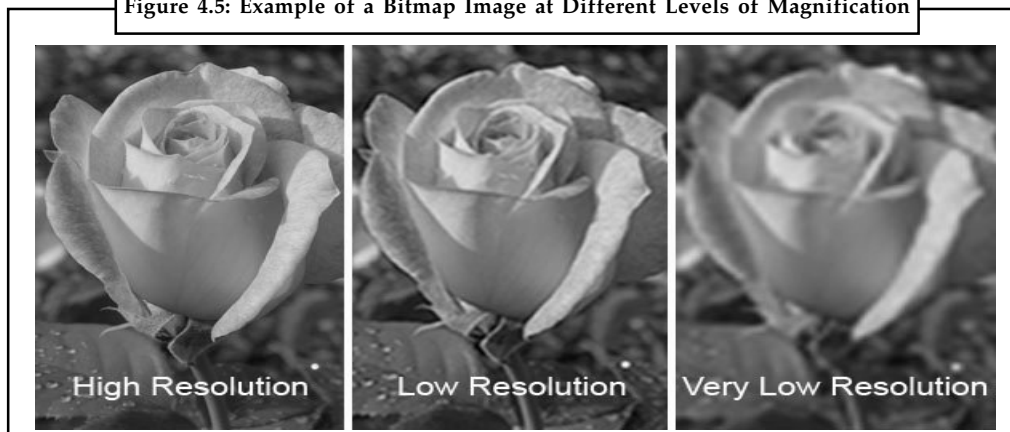 Figure 4.5: Example of a Bitmap Image at Different Levels of Magnification
High Resolution
Low Resolution
Very Low Resolution